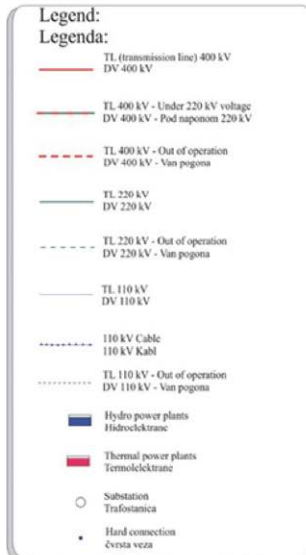 Legend:
Legenda:
TL (transmission line) 400 kV
DV 400 kV
TL 400 kV - Under 220 kV voltage
DV 400 kV - Pod naponom 220 kV
TL 400 kV - Out of operation
DV 400 kV - Van pogona
TL 220 kV
DV 220 kV
TL 220 kV - Out of operation
DV 220 kV - Van pogona
TL 110 kV
DV 110 kV
110 kV Cable
110 kV Kabl
TL 110 kV - Out of operation
DV 110 kV - Van pogona
Hydro power plants
Hidroelektrane
Thermal power plants
Termolelektrane
Substation
Trafostanica
Hard connection
čvrsta veza